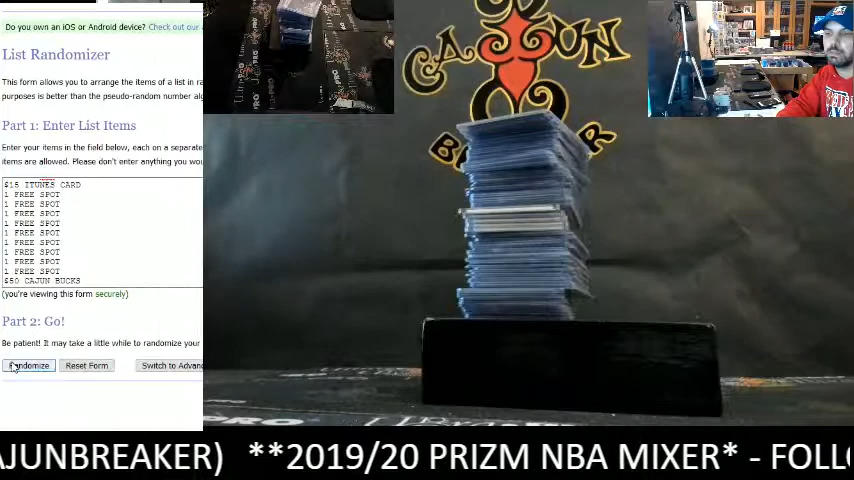 Do you own an iOS or Android device? Check out our
List Randomizer
This form allows you to arrange the items of a list in ra
purposes is better than the pseudo-random number alg
Part 1: Enter List Items
Enter your items in the field below, each on a separate
items are allowed. Please don't enter anything you wou
$15 ITUNES CARD
1 FREE SPOT
1 FREE SPOT
1 FREE SPOT
1 FREE SPOT
1 FREE SPOT
1 FREE SPOT
1 FREE SPOT
1 FREE SPOT
1 FREE SPOT
$50 CAJUN BUCKS
(you're viewing this form securely)
Part 2: Go!
Be patient! It may take a little while to randomize your
Randomize Reset Form Switch to Advanc
CAJUN
AJUNBREAKER) **2019/20 PRIZM NBA MIXER* - FOLLO